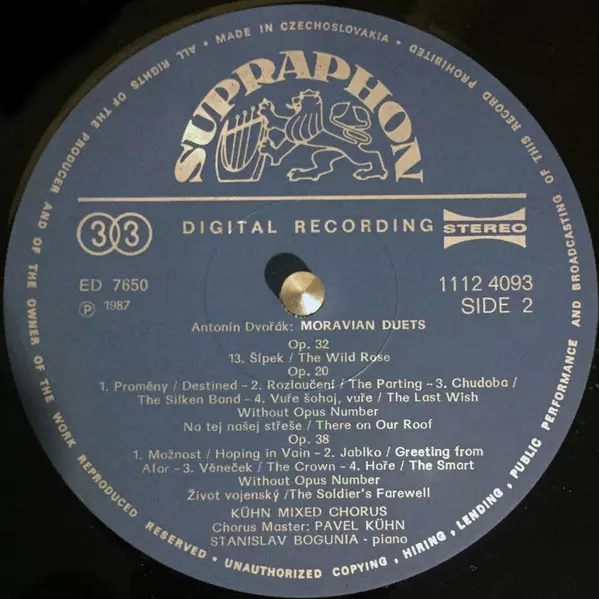 • MADE IN CZECHOSLOVAKIA •
ALL RIGHTS OF THE PRODUCER AND OF THE OWNER OF THE WORK REPRODUCED RESERVED • UNAUTHORIZED COPYING, HIRING, LENDING, PUBLIC PERFORMANCE AND BROADCASTING OF THIS RECORD PROHIBITED
SUPRAPHON
33 DIGITAL RECORDING STEREO
ED 7650 1112 4093
Ⓟ 1987 SIDE 2
Antonín Dvořák: MORAVIAN DUETS
Op. 32
13. Šípek / The Wild Rose
Op. 20
1. Proměny / Destined – 2. Rozloučení / The Parting – 3. Chudoba /
The Silken Band – 4. Vuře šohaj, vuře / The Last Wish
Without Opus Number
Na tej našej střeše / There on Our Roof
Op. 38
1. Možnost / Hoping in Vain – 2. Jablko / Greeting from
Afar – 3. Věneček / The Crown – 4. Hoře / The Smart
Without Opus Number
Život vojenský /The Soldier's Farewell
KÜHN MIXED CHORUS
Chorus Master: PAVEL KÜHN
STANISLAV BOGUNIA - piano